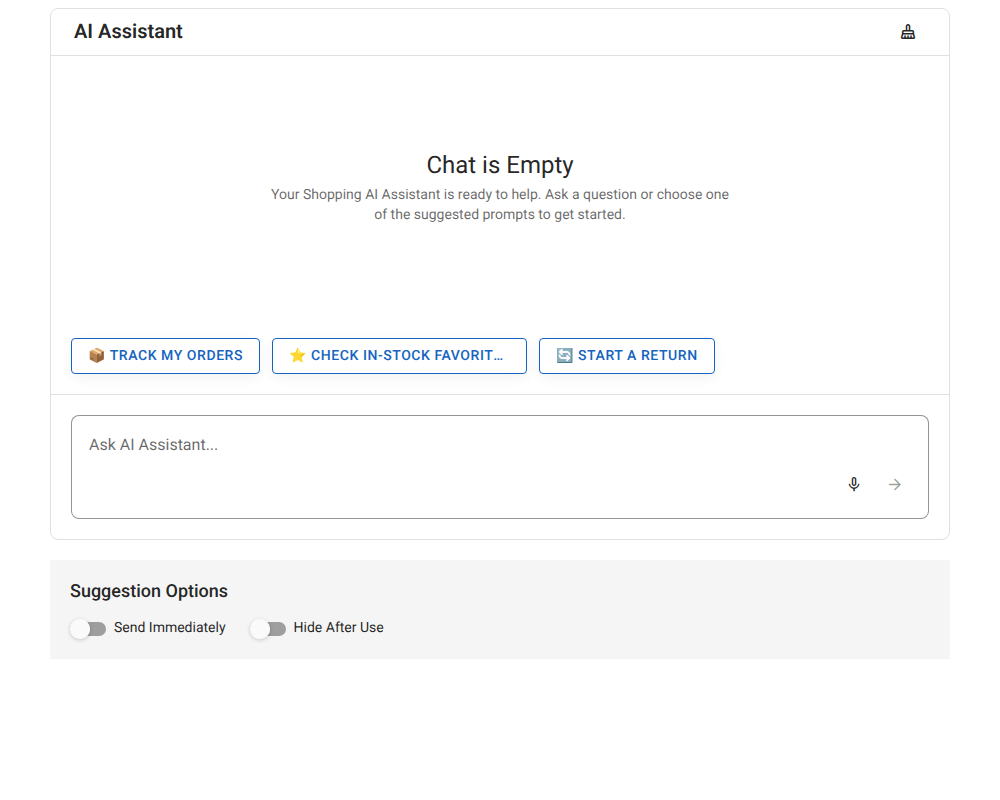 AI Assistant
Chat is Empty
Your Shopping AI Assistant is ready to help. Ask a question or choose one
of the suggested prompts to get started.
📦 TRACK MY ORDERS
⭐ CHECK IN-STOCK FAVORIT...
🔄 START A RETURN
Ask AI Assistant...
Suggestion Options
Send Immediately
Hide After Use